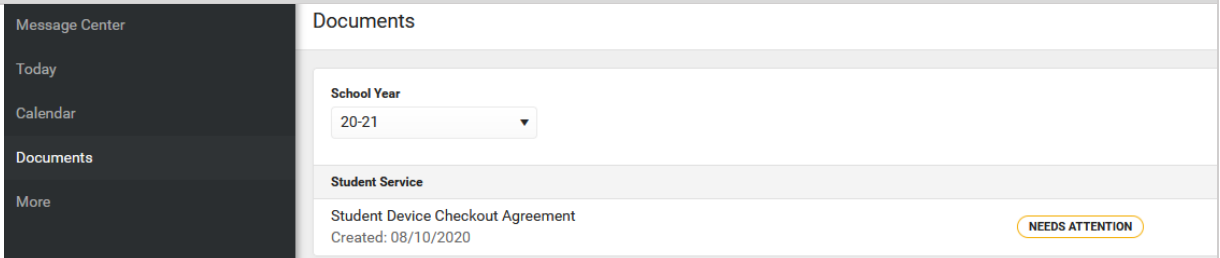 Message Center
Today
Calendar
Documents
More
Documents
School Year
20-21
Student Service
Student Device Checkout Agreement
Created: 08/10/2020
NEEDS ATTENTION